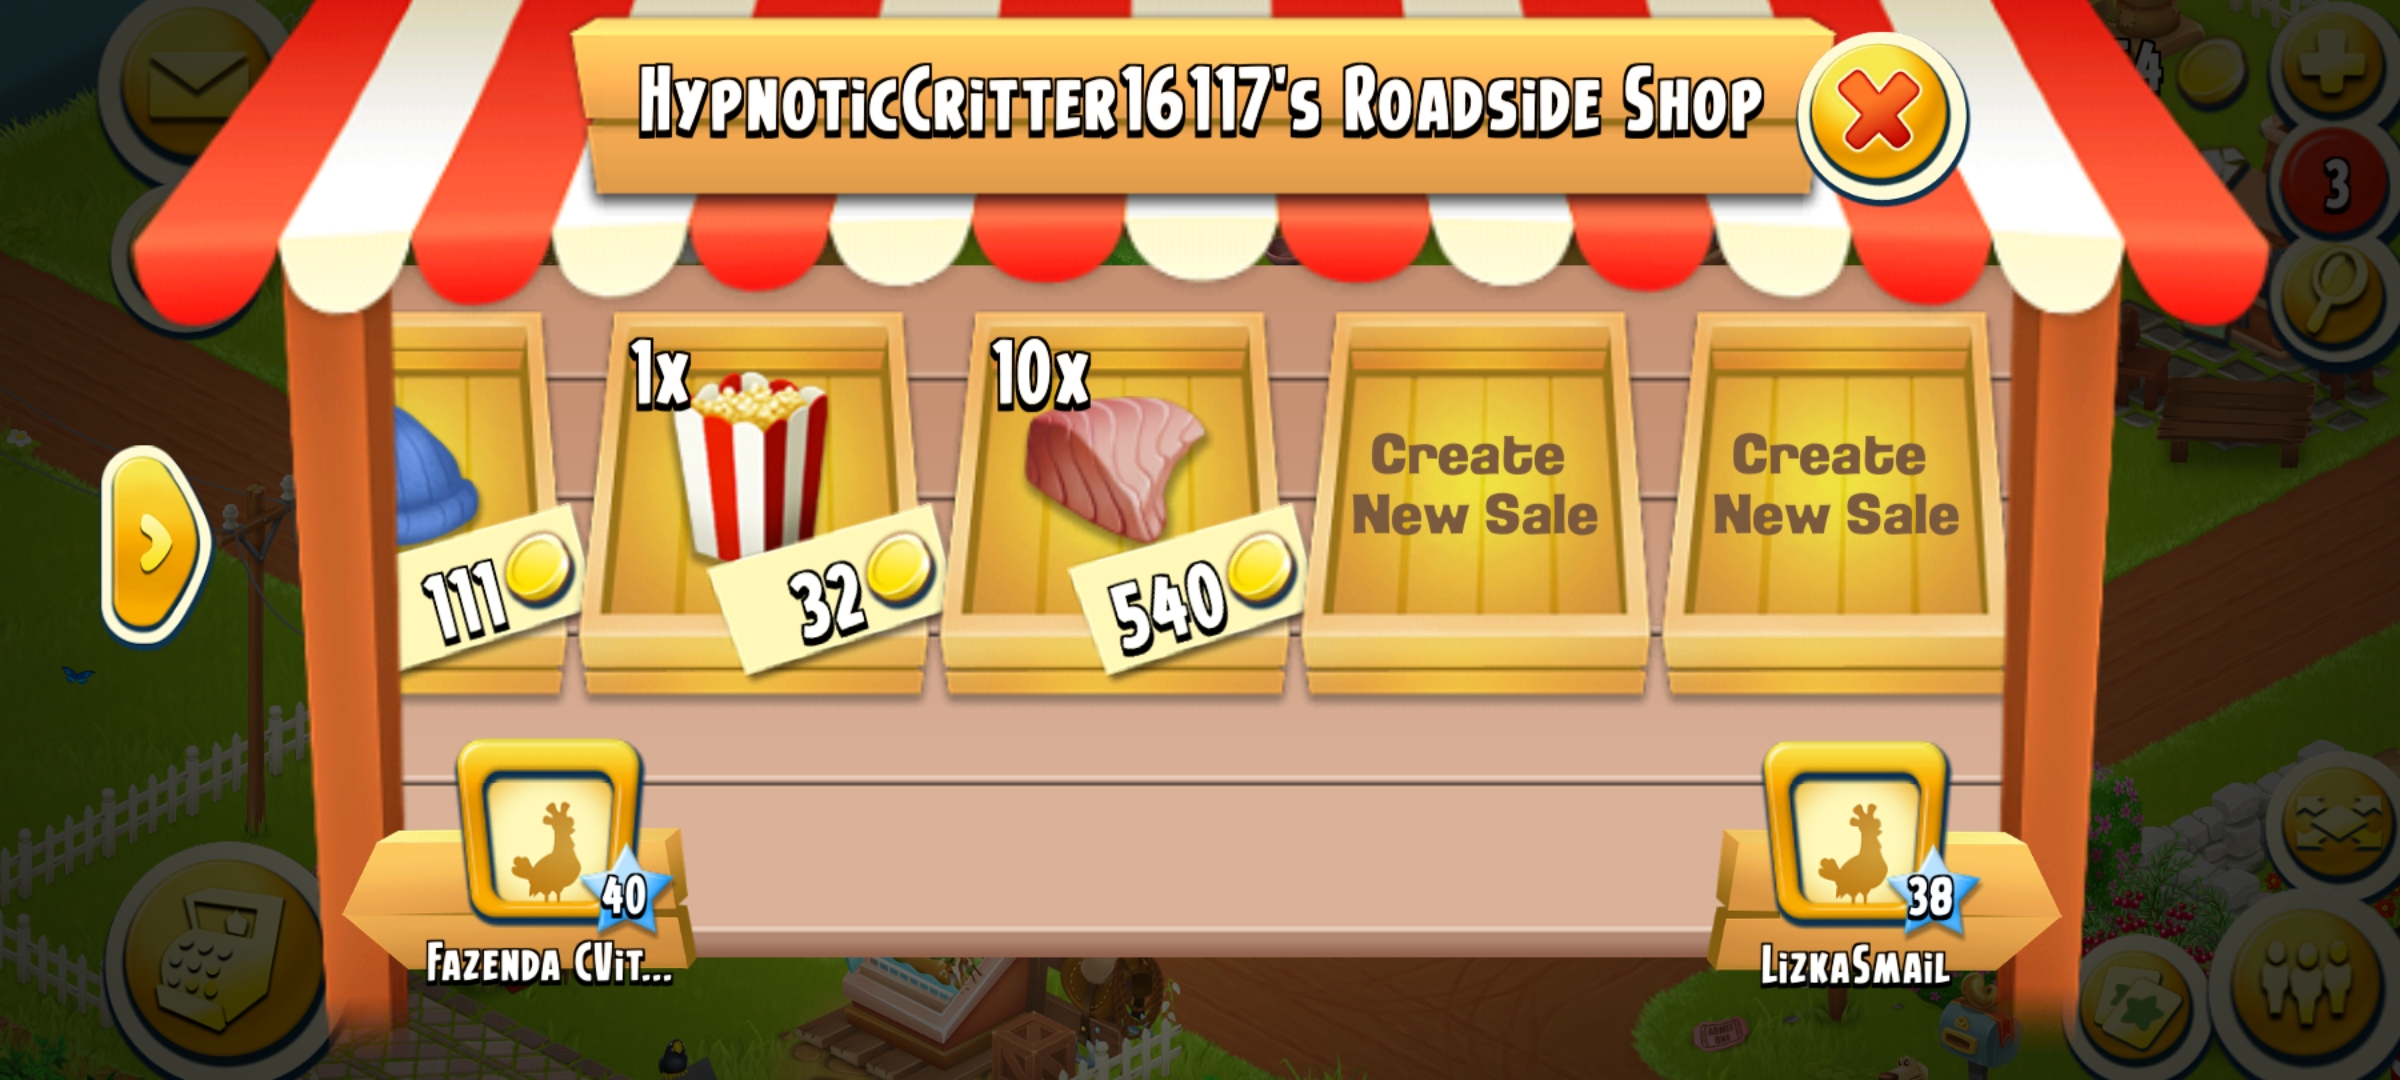 HypnoticCritter16117's Roadside Shop
3
1x
10x
Create
New Sale
Create
New Sale
111
32
540
40
38
Fazenda CVit...
LizkaSmail